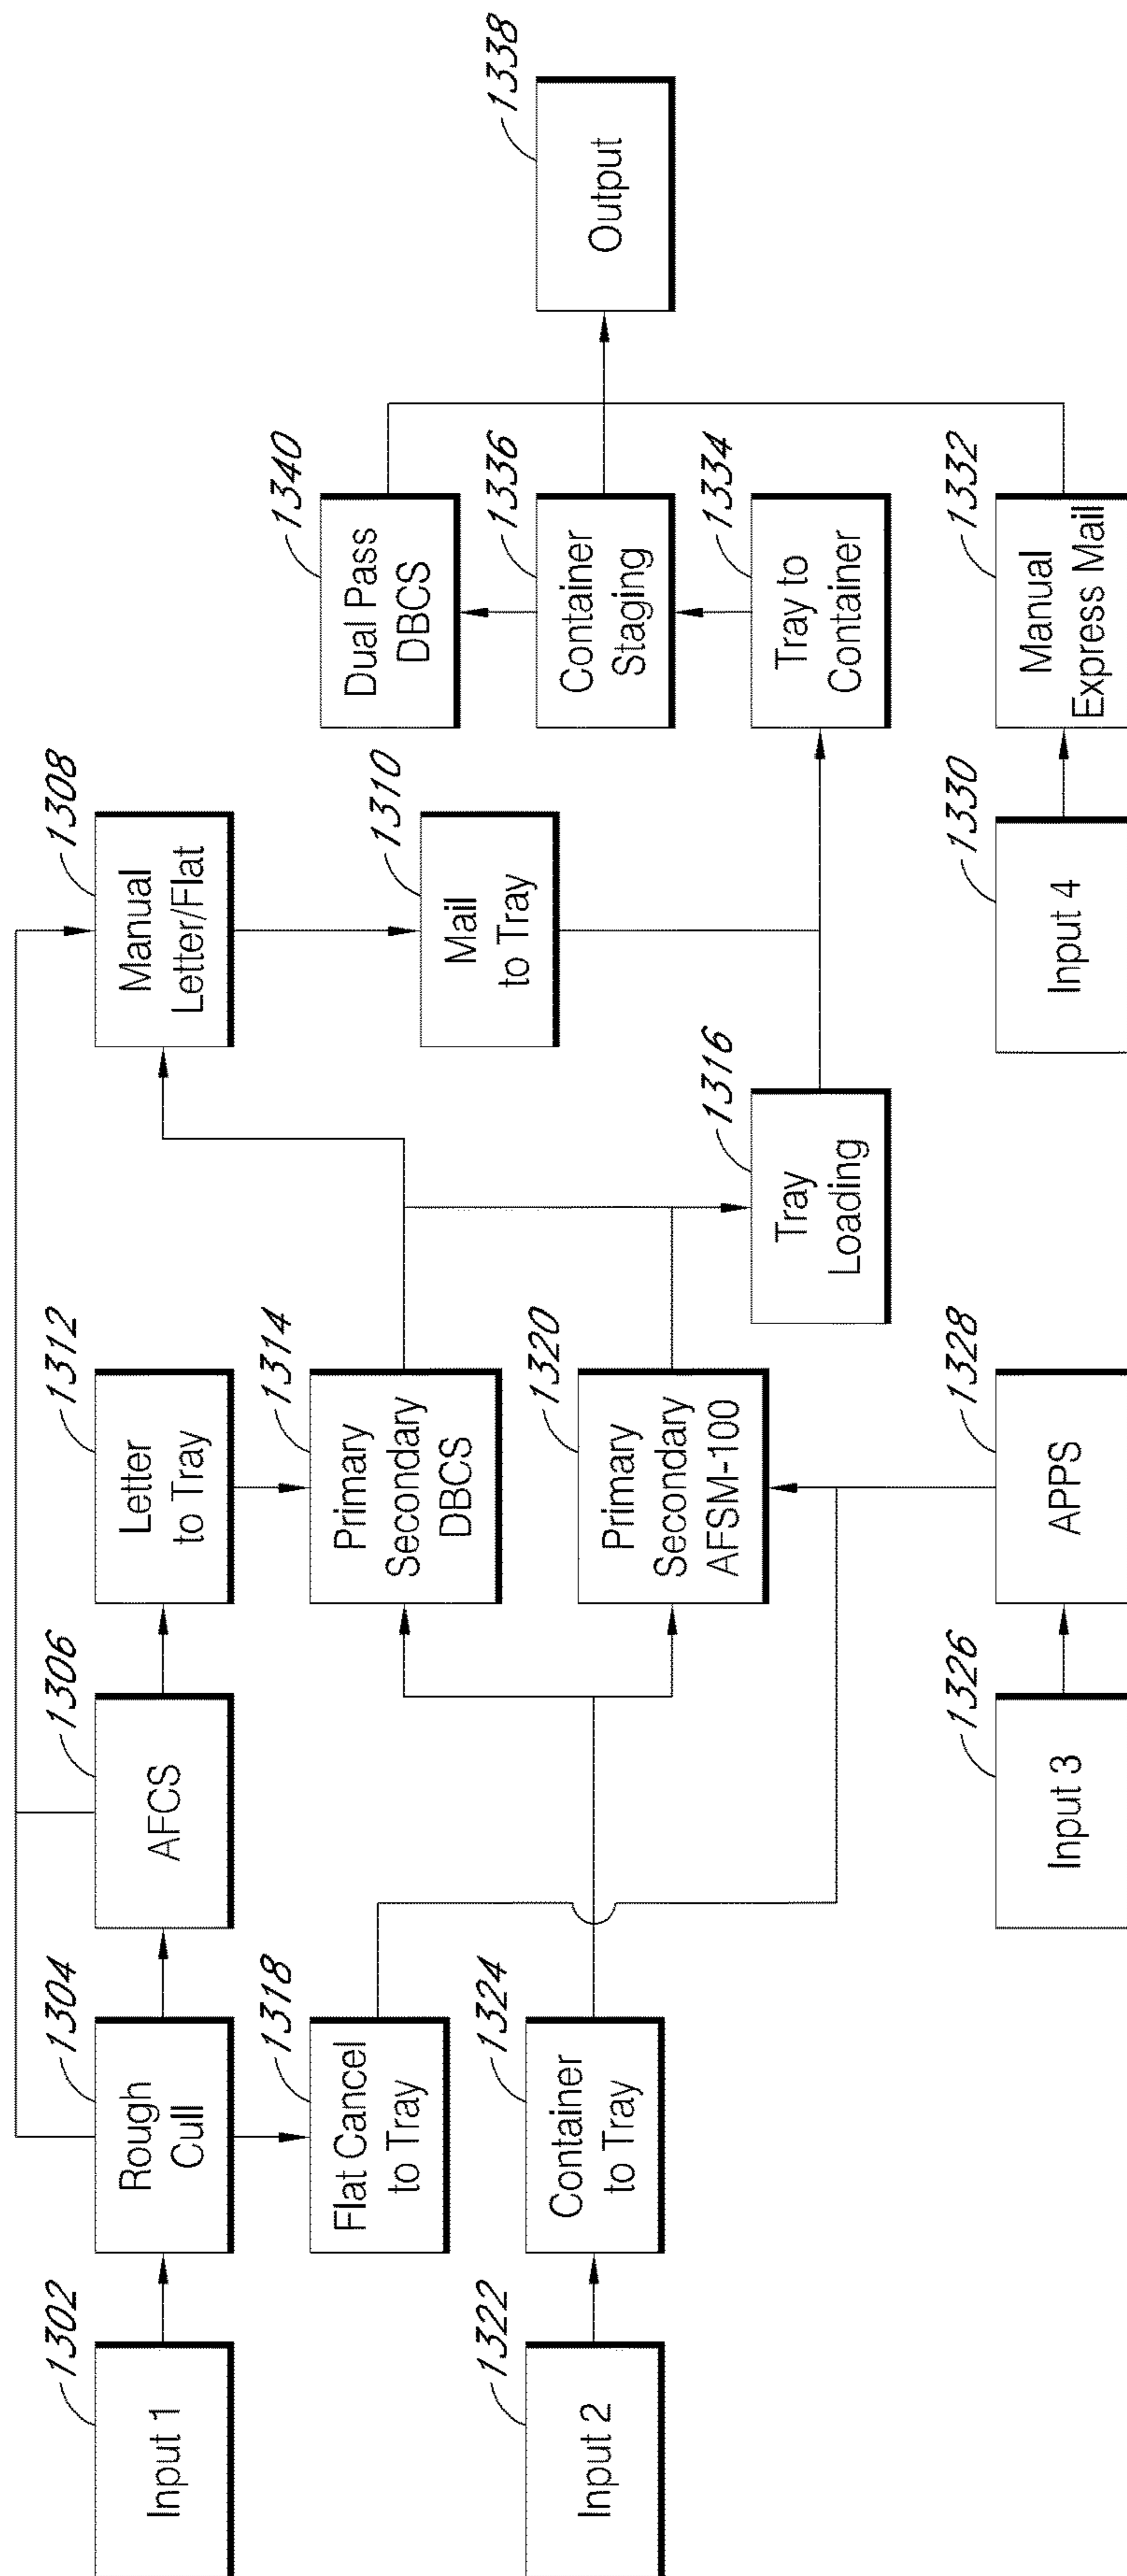 1302
Input 1
1304
Rough
Cull
1306
AFCS
1312
Letter
to Tray
1308
Manual
Letter/Flat
1318
Flat Cancel
to Tray
1314
Primary
Secondary
DBCS
1310
Mail
to Tray
1340
Dual Pass
DBCS
1322
Input 2
1324
Container
to Tray
1320
Primary
Secondary
AFSM-100
1336
Container
Staging
1338
Output
1316
Tray
Loading
1334
Tray to
Container
1326
Input 3
1328
APPS
1330
Input 4
1332
Manual
Express Mail